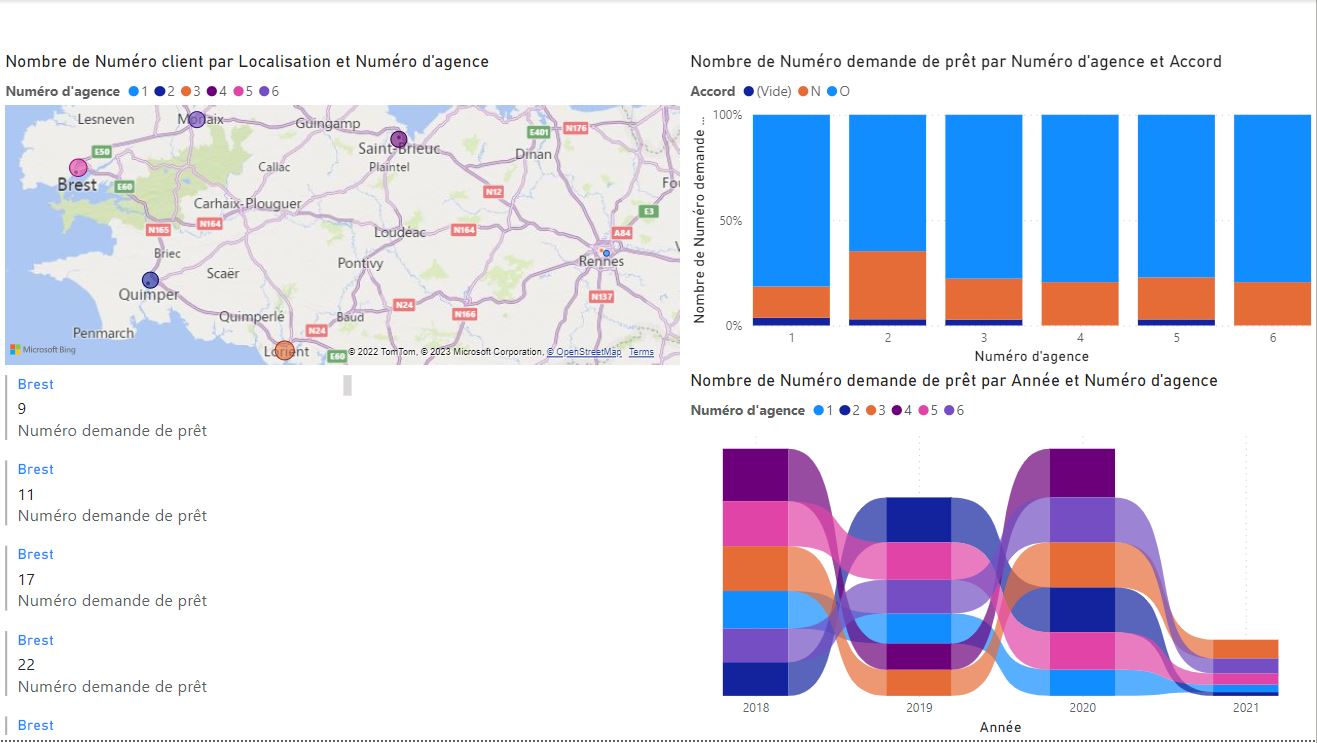 Nombre de Numéro client par Localisation et Numéro d'agence
Numéro d'agence 1 2 3 4 5 6
Lesneven
Morlaix
Guingamp
E401
N176
Saint-Brieuc
E50
Dinan
Callac
Plaintel
Brest
E60
N12
Carhaix-Plouguer
E3
N165
N164
Loudéac
N164
A84
Briec
Rennes
Scaër
Pontivy
Quimper
N137
N24
Quimperlé
Baud
N166
Penmarch
N24
Lorient
E60
Microsoft Bing
© 2022 TomTom, © 2023 Microsoft Corporation, © OpenStreetMap Terms
Brest
9
Numéro demande de prêt
Brest
11
Numéro demande de prêt
Brest
17
Numéro demande de prêt
Brest
22
Numéro demande de prêt
Brest
Nombre de Numéro demande de prêt par Numéro d'agence et Accord
Accord (Vide) N O
Nombre de Numéro demande ...
100%
50%
0%
1 2 3 4 5 6
Numéro d'agence
Nombre de Numéro demande de prêt par Année et Numéro d'agence
Numéro d'agence 1 2 3 4 5 6
2018 2019 2020 2021
Année